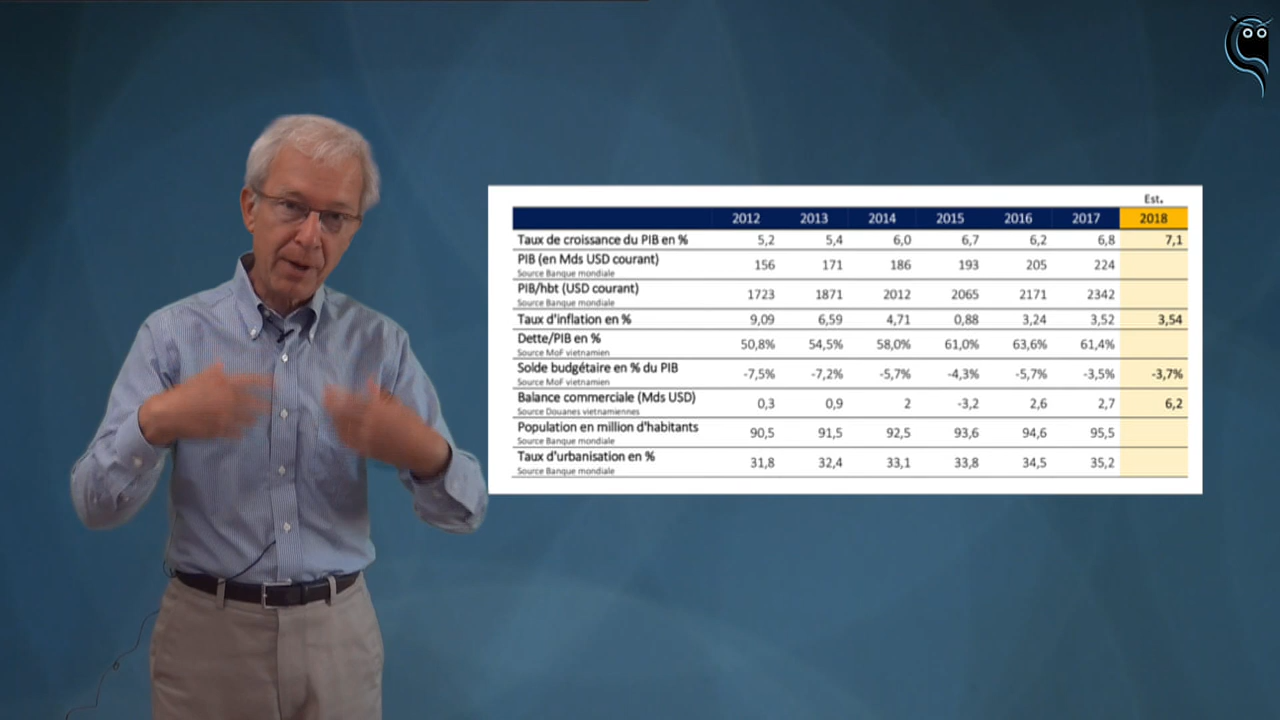 Est.
2012 2013 2014 2015 2016 2017 2018
Taux de croissance du PIB en % 5,2 5,4 6,0 6,7 6,2 6,8 7,1
PIB (en Mds USD courant) 156 171 186 193 205 224
Source Banque mondiale
PIB/hbt (USD courant) 1723 1871 2012 2065 2171 2342
Source Banque mondiale
Taux d'inflation en % 9,09 6,59 4,71 0,88 3,24 3,52 3,54
Dette/PIB en % 50,8% 54,5% 58,0% 61,0% 63,6% 61,4%
Source MoF vietnamien
Solde budgétaire en % du PIB -7,5% -7,2% -5,7% -4,3% -5,7% -3,5% -3,7%
Source MoF vietnamien
Balance commerciale (Mds USD) 0,3 0,9 2 -3,2 2,6 2,7 6,2
Source Douanes vietnamiennes
Population en million d'habitants 90,5 91,5 92,5 93,6 94,6 95,5
Source Banque mondiale
Taux d'urbanisation en % 31,8 32,4 33,1 33,8 34,5 35,2
Source Banque mondiale